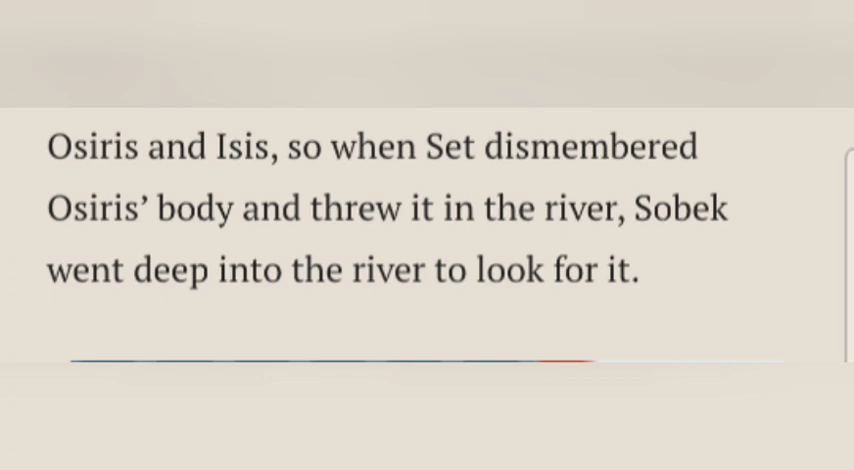 Osiris and Isis, so when Set dismembered
Osiris’ body and threw it in the river, Sobek
went deep into the river to look for it.